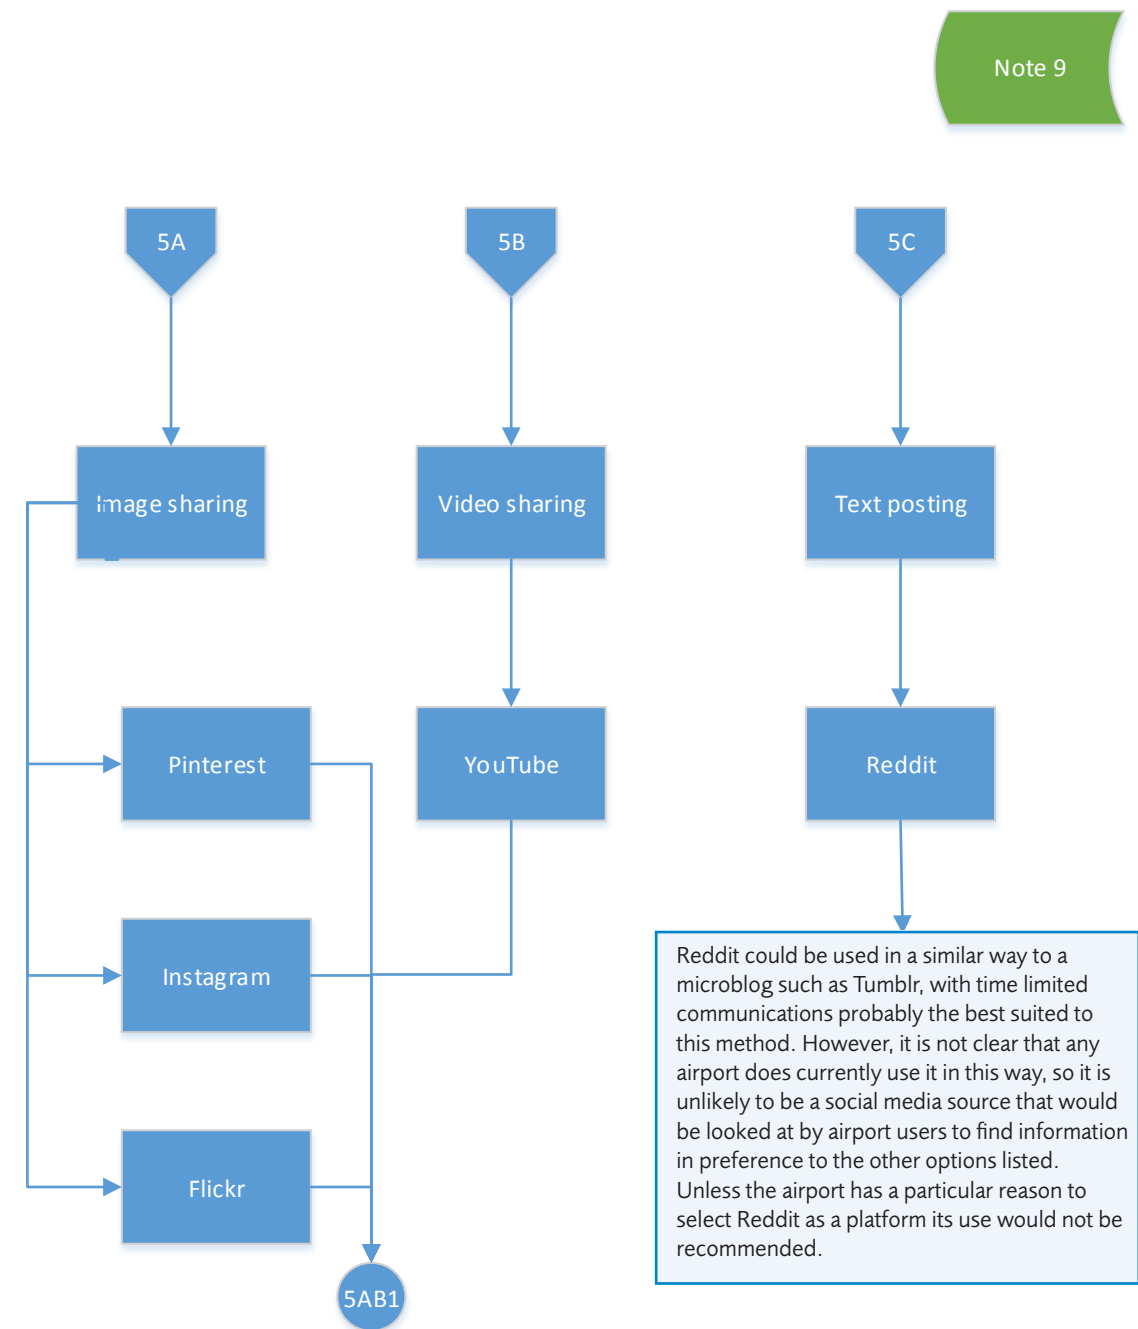 Note 9
5A
5B
5C
Image sharing
Video sharing
Text posting
Pinterest
YouTube
Reddit
Instagram
Flickr
Reddit could be used in a similar way to a
microblog such as Tumblr, with time limited
communications probably the best suited to
this method. However, it is not clear that any
airport does currently use it in this way, so it is
unlikely to be a social media source that would
be looked at by airport users to find information
in preference to the other options listed.
Unless the airport has a particular reason to
select Reddit as a platform its use would not be
recommended.
5AB1